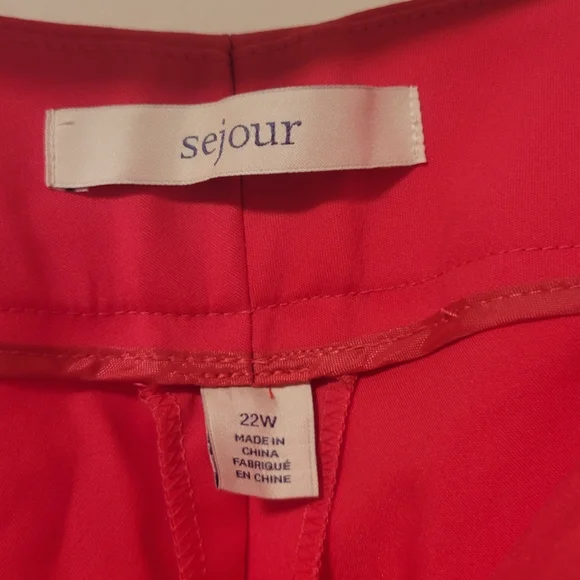 sejour
22W
MADE IN
CHINA
FABRIQUÉ
EN CHINE